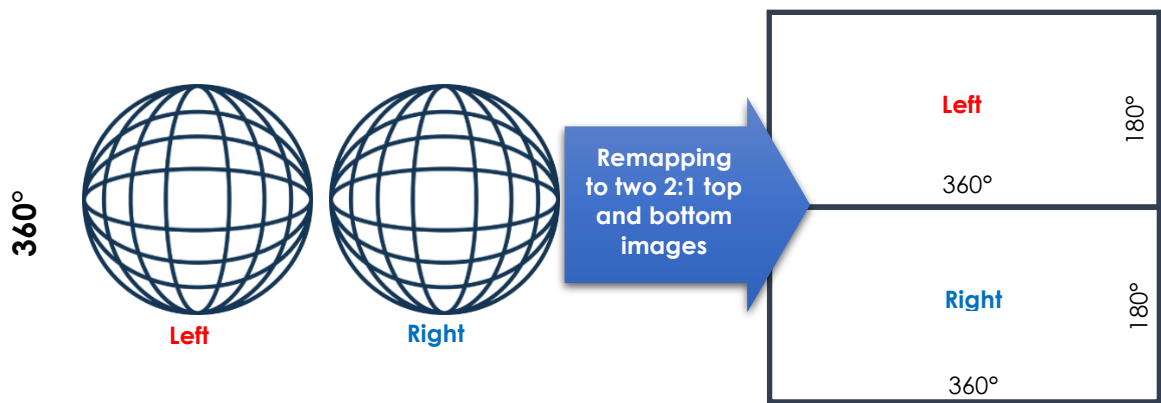 360°
Left
Right
Remapping
to two 2:1 top
and bottom
images
Left
180°
360°
Right
180°
360°